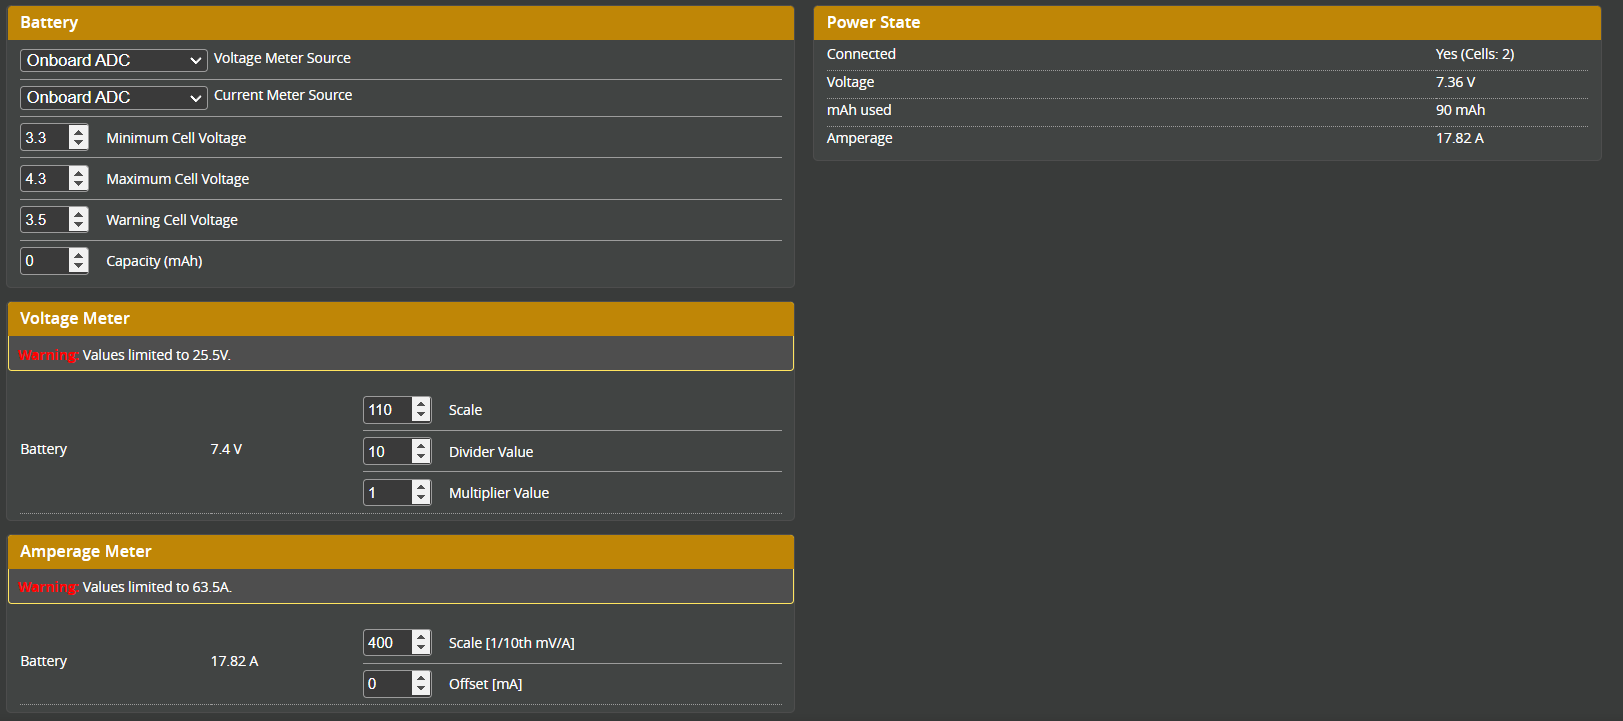 Battery
Onboard ADC Voltage Meter Source
Onboard ADC Current Meter Source
3.3 Minimum Cell Voltage
4.3 Maximum Cell Voltage
3.5 Warning Cell Voltage
0 Capacity (mAh)
Voltage Meter
Warning: Values limited to 25.5V.
Battery 7.4 V
110 Scale
10 Divider Value
1 Multiplier Value
Amperage Meter
Warning: Values limited to 63.5A.
Battery 17.82 A
400 Scale [1/10th mV/A]
0 Offset [mA]
Power State
Connected Yes (Cells: 2)
Voltage 7.36 V
mAh used 90 mAh
Amperage 17.82 A